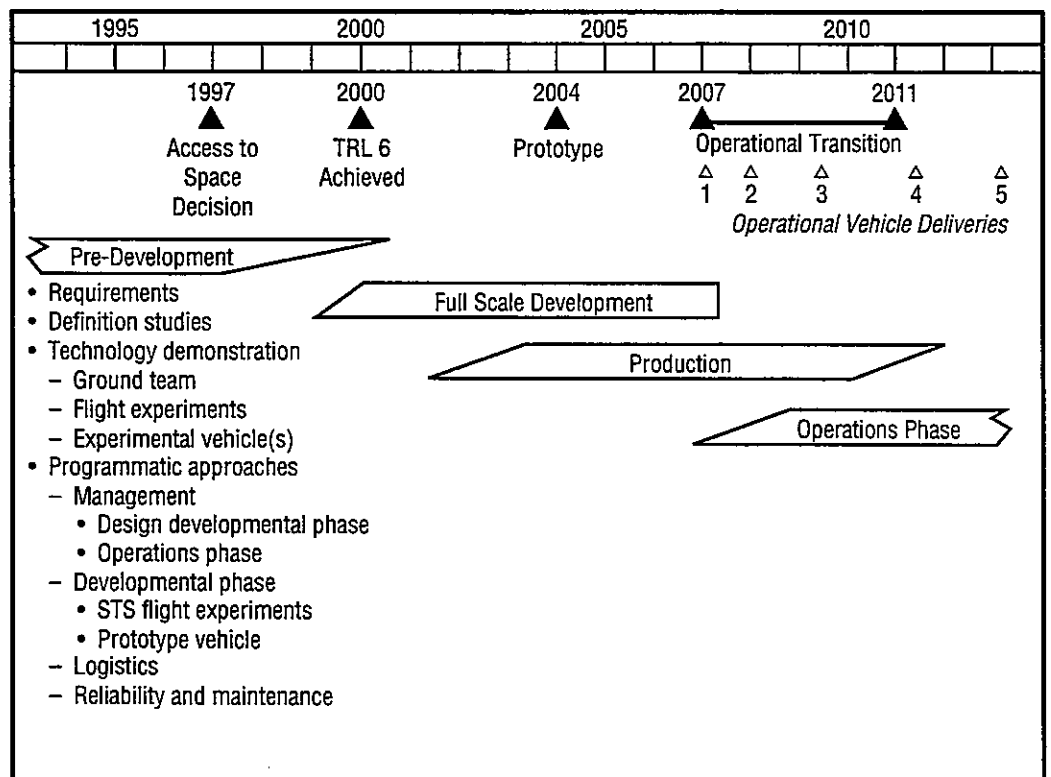 1995 2000 2005 2010
1997 2000 2004 2007 2011
Access to Space Decision
TRL 6 Achieved
Prototype
Operational Transition
1 2 3 4 5
Operational Vehicle Deliveries
Pre-Development
• Requirements
• Definition studies
• Technology demonstration
– Ground team
– Flight experiments
– Experimental vehicle(s)
• Programmatic approaches
– Management
• Design developmental phase
• Operations phase
– Developmental phase
• STS flight experiments
• Prototype vehicle
– Logistics
– Reliability and maintenance
Full Scale Development
Production
Operations Phase